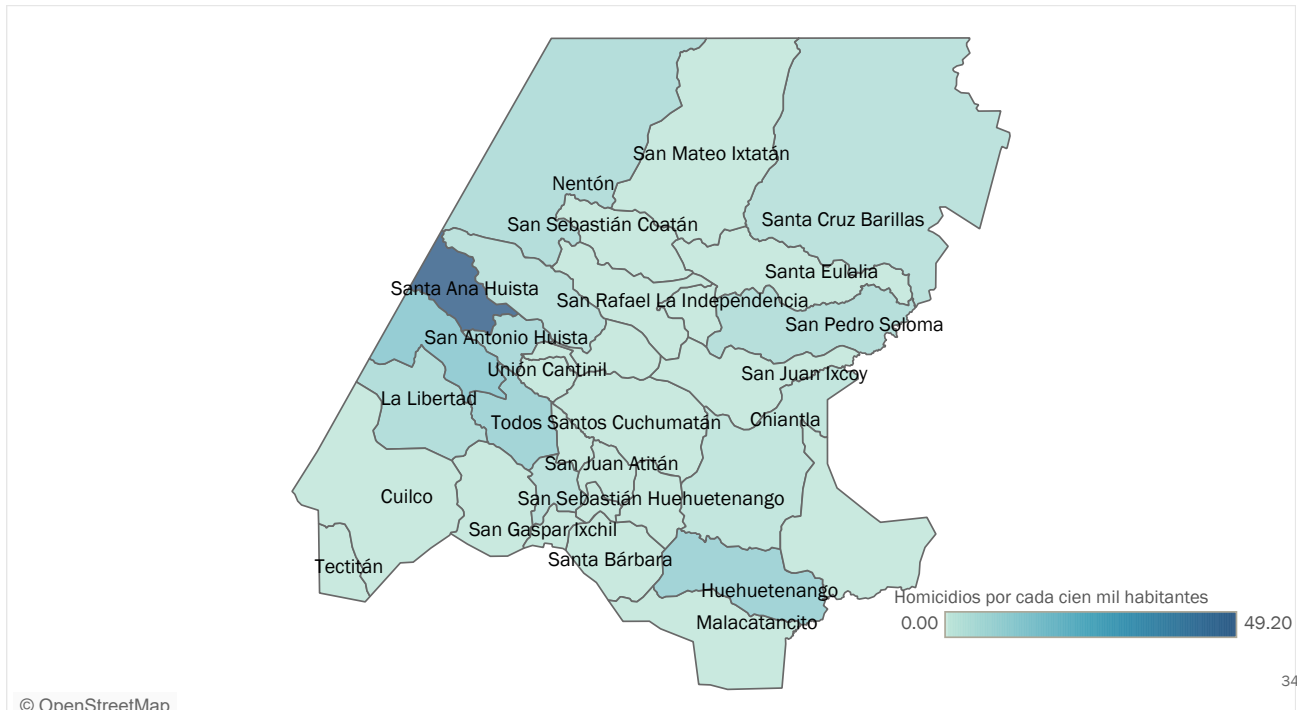 San Mateo Ixtatán
Nentón
San Sebastián Coatán
Santa Cruz Barillas
Santa Eulalia
Santa Ana Huista
San Rafael La Independencia
San Pedro Soloma
San Antonio Huista
Unión Cantinil
San Juan Ixcoy
La Libertad
Todos Santos Cuchumatán
Chiantla
San Juan Atitán
Cuilco
San Sebastián Huehuetenango
San Gaspar Ixchil
Santa Bárbara
Tectitán
Huehuetenango
Malacatancito
Homicidios por cada cien mil habitantes
0.00
49.20
34
© OpenStreetMap